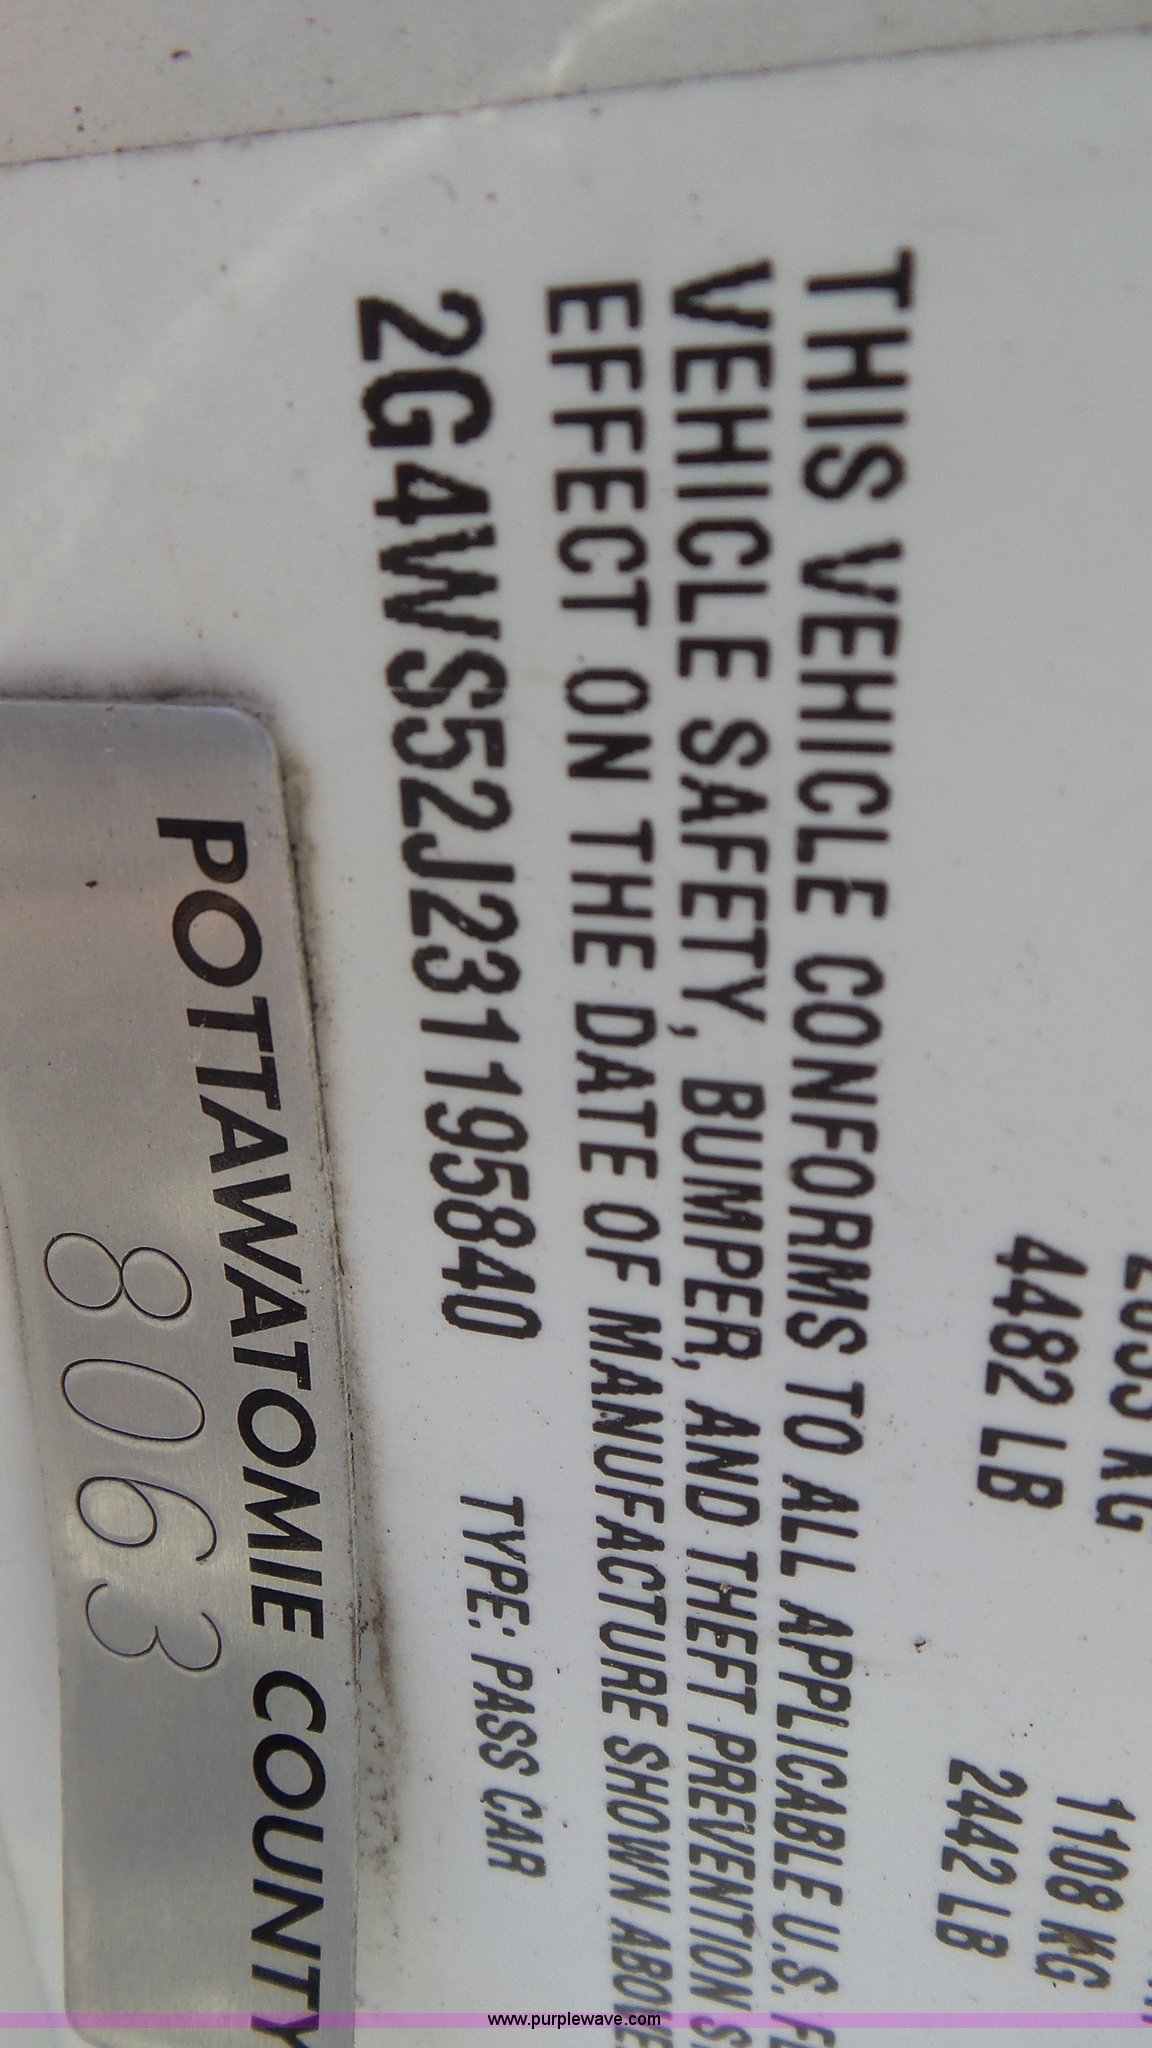 1108 KG
4482 LB
2442 LB
THIS VEHICLE CONFORMS TO ALL APPLICABLE U.S.
VEHICLE SAFETY, BUMPER, AND THEFT PREVENTION
EFFECT ON THE DATE OF MANUFACTURE SHOWN ABOVE
2G4WS52J231195840 TYPE: PASS CAR
POTTAWATOMIE COUNTY
8063
www.purplewave.com